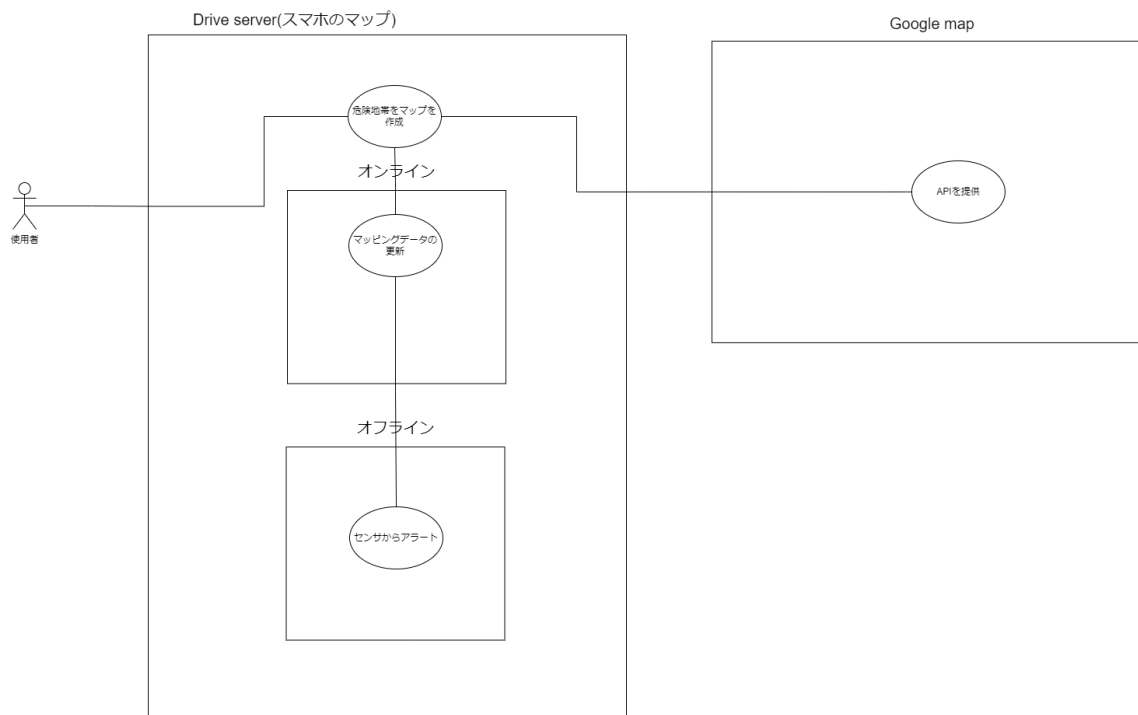 Drive server(スマホのマップ)
Google map
危険地帯をマップを
作成
オンライン
APIを提供
使用者
マッピングデータの
更新
オフライン
センサからアラート